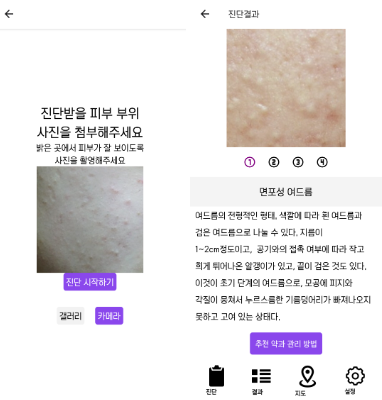 진단받을 피부 부위
사진을 첨부해주세요
밝은 곳에서 피부가 잘 보이도록
사진을 촬영해주세요
진단 시작하기
갤러리
카메라
진단결과
1
2
3
4
면포성 여드름
여드름의 전형적인 형태, 색깔에 따라 흰 여드름과
검은 여드름으로 나눌 수 있다. 지름이
1~2cm정도이고, 공기와의 접촉 여부에 따라 작고
희게 튀어나온 알갱이가 있고, 끝이 검은 것도 있다.
이것이 초기 단계의 여드름으로, 모공에 피지와
각질이 뭉쳐서 누르스름한 기름덩어리가 빠져나오지
못하고 고여 있는 상태다.
추천 약과 관리 방법
진단
결과
지도
설정